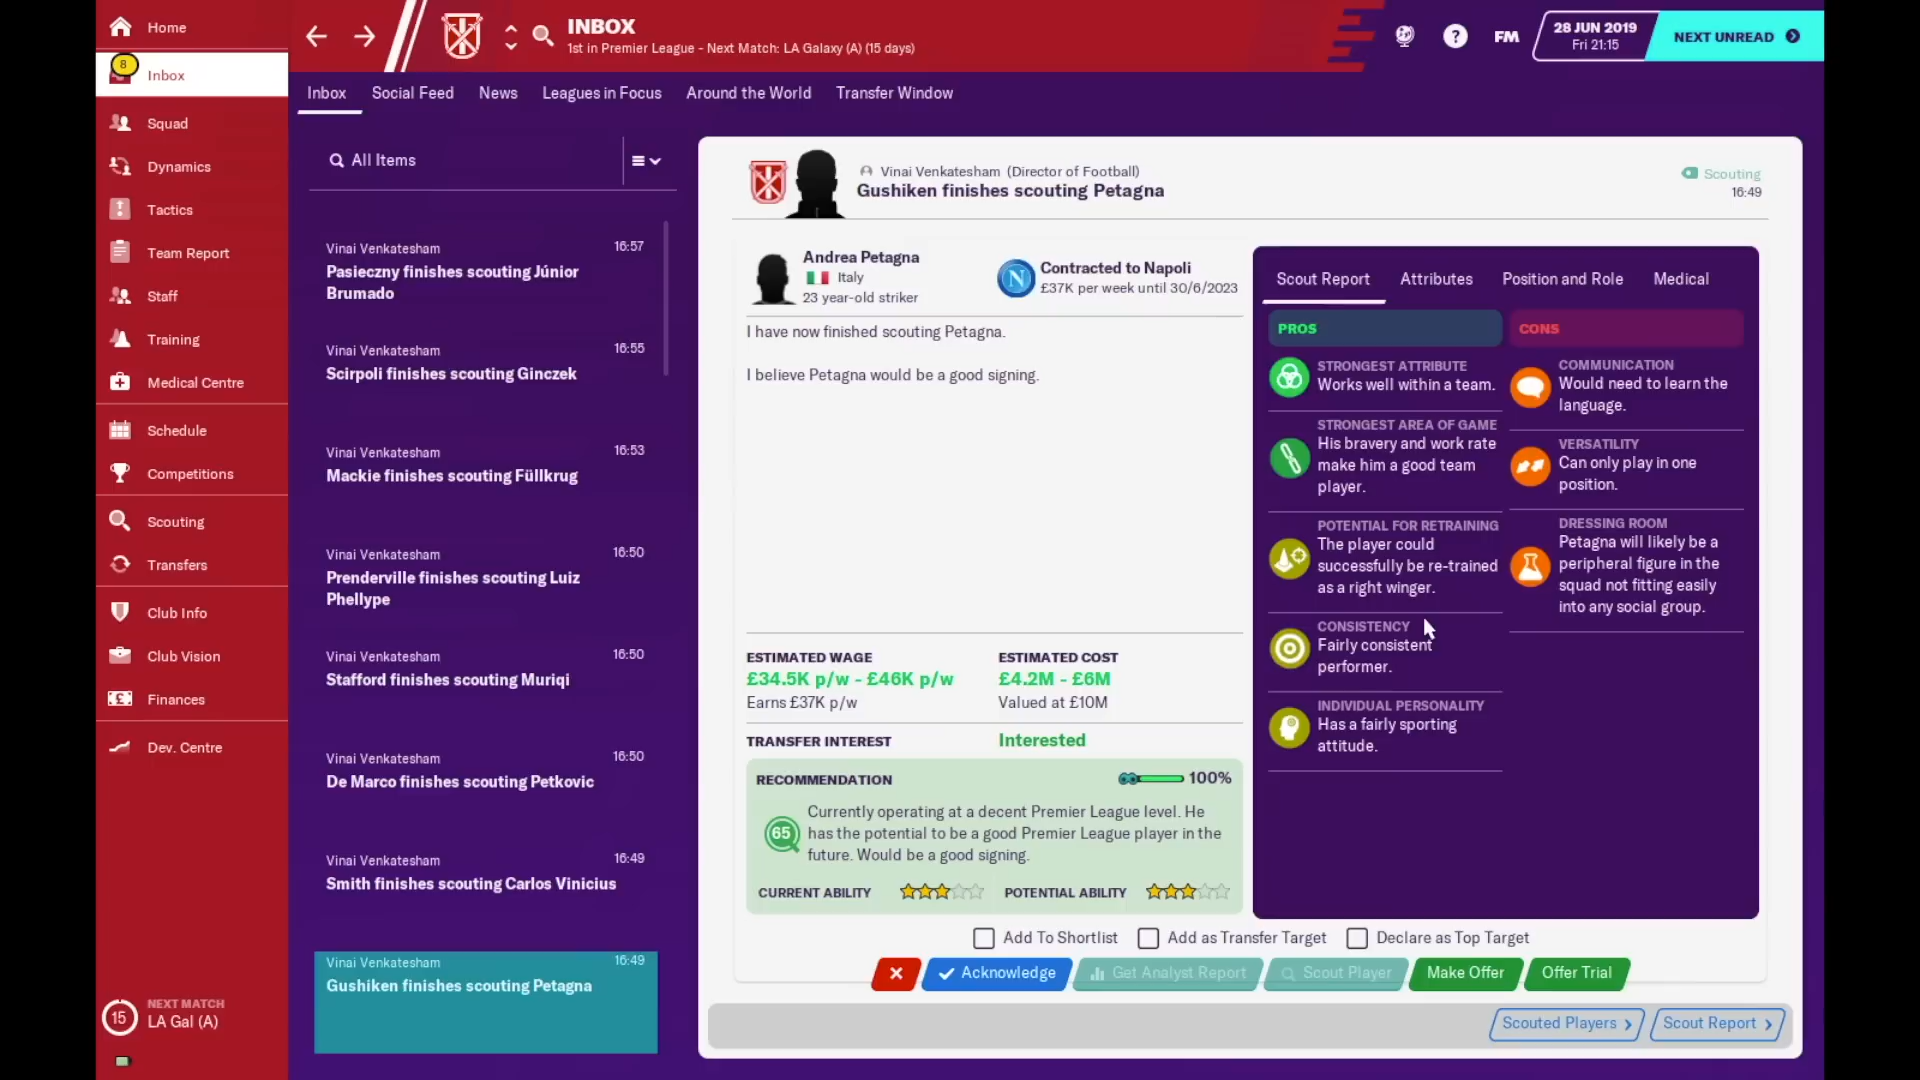 Home
8
Inbox
Squad
Dynamics
Tactics
Team Report
Staff
Training
Medical Centre
Schedule
Competitions
Scouting
Transfers
Club Info
Club Vision
Finances
Dev. Centre
15
NEXT MATCH
LA Gal (A)
INBOX
1st in Premier League - Next Match: LA Galaxy (A) (15 days)
?
FM
28 JUN 2019
Fri 21:15
NEXT UNREAD
Inbox
Social Feed
News
Leagues in Focus
Around the World
Transfer Window
All Items
Vinai Venkatesham
16:57
Pasieczny finishes scouting Júnior
Brumado
Vinai Venkatesham
16:55
Scirpoli finishes scouting Ginczek
Vinai Venkatesham
16:53
Mackie finishes scouting Füllkrug
Vinai Venkatesham
16:50
Prenderville finishes scouting Luiz
Phellype
Vinai Venkatesham
16:50
Stafford finishes scouting Muriqi
Vinai Venkatesham
16:50
De Marco finishes scouting Petkovic
Vinai Venkatesham
16:49
Smith finishes scouting Carlos Vinicius
Vinai Venkatesham
16:49
Gushiken finishes scouting Petagna
Vinai Venkatesham (Director of Football)
Gushiken finishes scouting Petagna
Scouting
16:49
Andrea Petagna
Italy
23 year-old striker
N
Contracted to Napoli
£37K per week until 30/6/2023
I have now finished scouting Petagna.
I believe Petagna would be a good signing.
ESTIMATED WAGE
£34.5K p/w - £46K p/w
Earns £37K p/w
ESTIMATED COST
£4.2M - £6M
Valued at £10M
TRANSFER INTEREST
Interested
RECOMMENDATION
100%
65
Currently operating at a decent Premier League level. He
has the potential to be a good Premier League player in the
future. Would be a good signing.
CURRENT ABILITY
POTENTIAL ABILITY
Scout Report
Attributes
Position and Role
Medical
PROS
STRONGEST ATTRIBUTE
Works well within a team.
STRONGEST AREA OF GAME
His bravery and work rate
make him a good team
player.
POTENTIAL FOR RETRAINING
The player could
successfully be re-trained
as a right winger.
CONSISTENCY
Fairly consistent
performer.
INDIVIDUAL PERSONALITY
Has a fairly sporting
attitude.
CONS
COMMUNICATION
Would need to learn the
language.
VERSATILITY
Can only play in one
position.
DRESSING ROOM
Petagna will likely be a
peripheral figure in the
squad not fitting easily
into any social group.
Add To Shortlist
Add as Transfer Target
Declare as Top Target
Acknowledge
Get Analyst Report
Scout Player
Make Offer
Offer Trial
Scouted Players
Scout Report